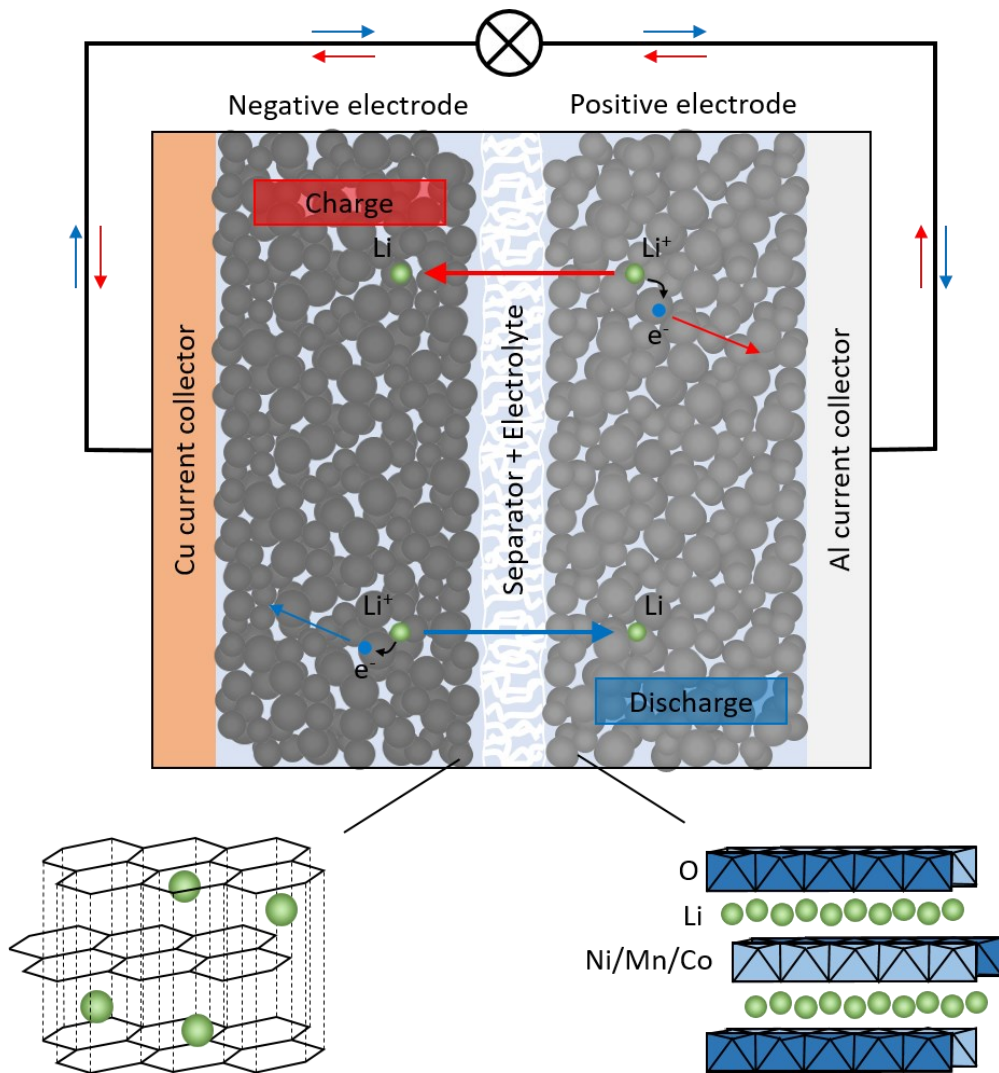 Negative electrode
Positive electrode
Charge
Li
Li⁺
e⁻
Cu current collector
Separator + Electrolyte
Al current collector
Li⁺
e⁻
Li
Discharge
O
Li
Ni/Mn/Co